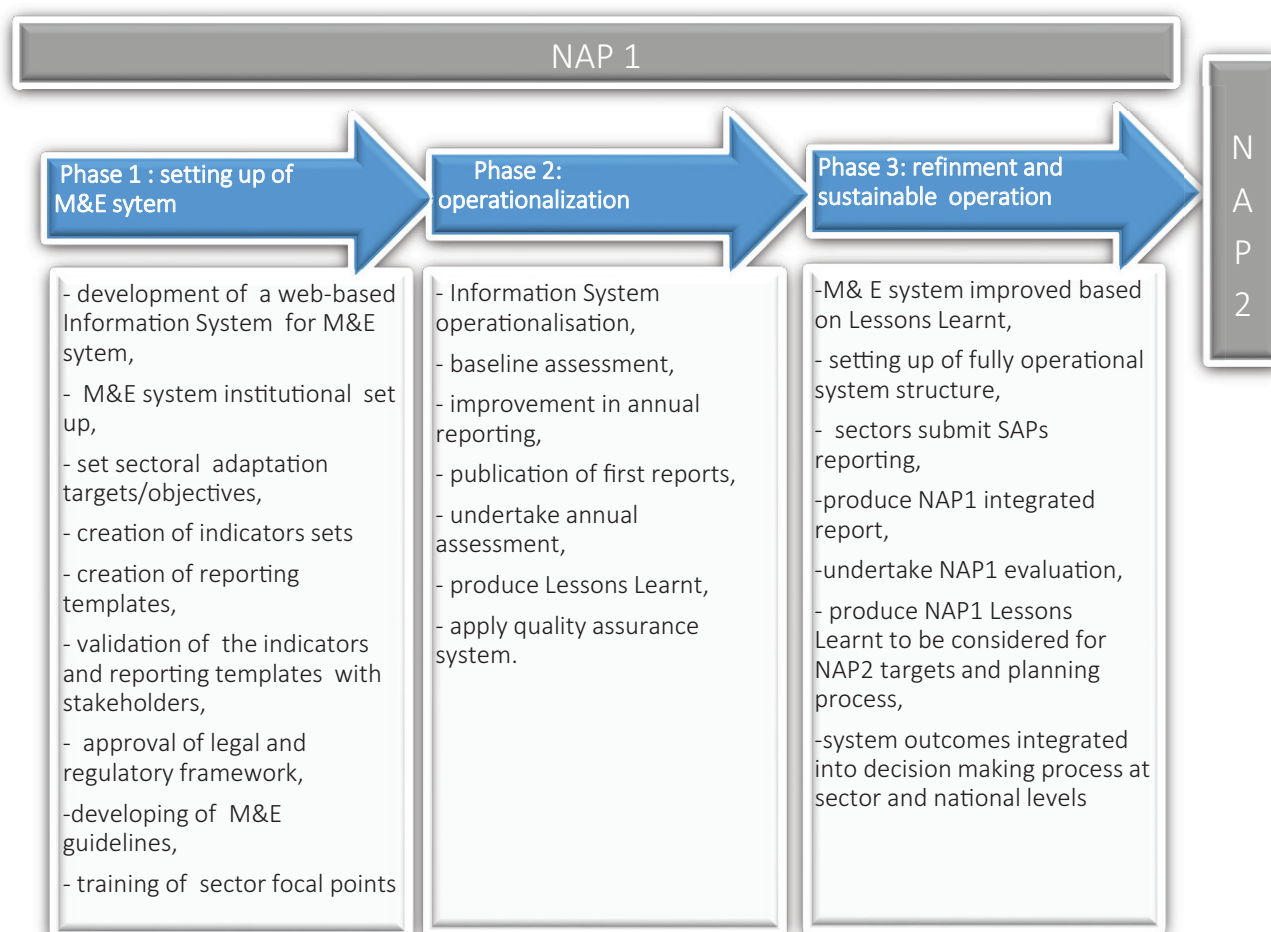 NAP 1
Phase 1 : setting up of
M&E sytem
- development of a web-based
Information System for M&E
sytem,
- M&E system institutional set
up,
- set sectoral adaptation
targets/objectives,
- creation of indicators sets
- creation of reporting
templates,
- validation of the indicators
and reporting templates with
stakeholders,
- approval of legal and
regulatory framework,
-developing of M&E
guidelines,
- training of sector focal points
Phase 2:
operationalization
- Information System
operationalisation,
- baseline assessment,
- improvement in annual
reporting,
- publication of first reports,
- undertake annual
assessment,
- produce Lessons Learnt,
- apply quality assurance
system.
Phase 3: refinment and
sustainable operation
-M& E system improved based
on Lessons Learnt,
- setting up of fully operational
system structure,
- sectors submit SAPs
reporting,
-produce NAP1 integrated
report,
-undertake NAP1 evaluation,
- produce NAP1 Lessons
Learnt to be considered for
NAP2 targets and planning
process,
-system outcomes integrated
into decision making process at
sector and national levels
N
A
P
2